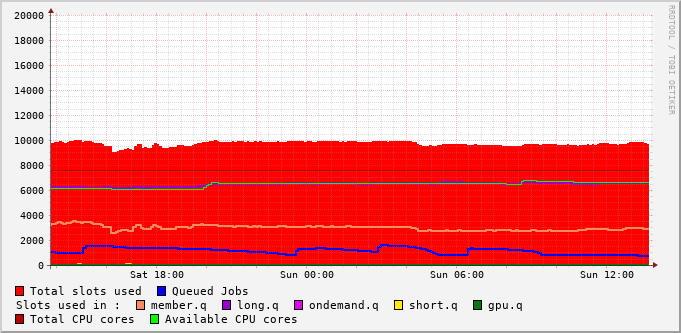 20000
18000
16000
14000
12000
10000
8000
6000
4000
2000
0
Sat 18:00 Sun 00:00 Sun 06:00 Sun 12:00
Total slots used Queued Jobs
Slots used in : member.q long.q ondemand.q short.q gpu.q
Total CPU cores Available CPU cores
RRDTOOL / TOBI OETIKER